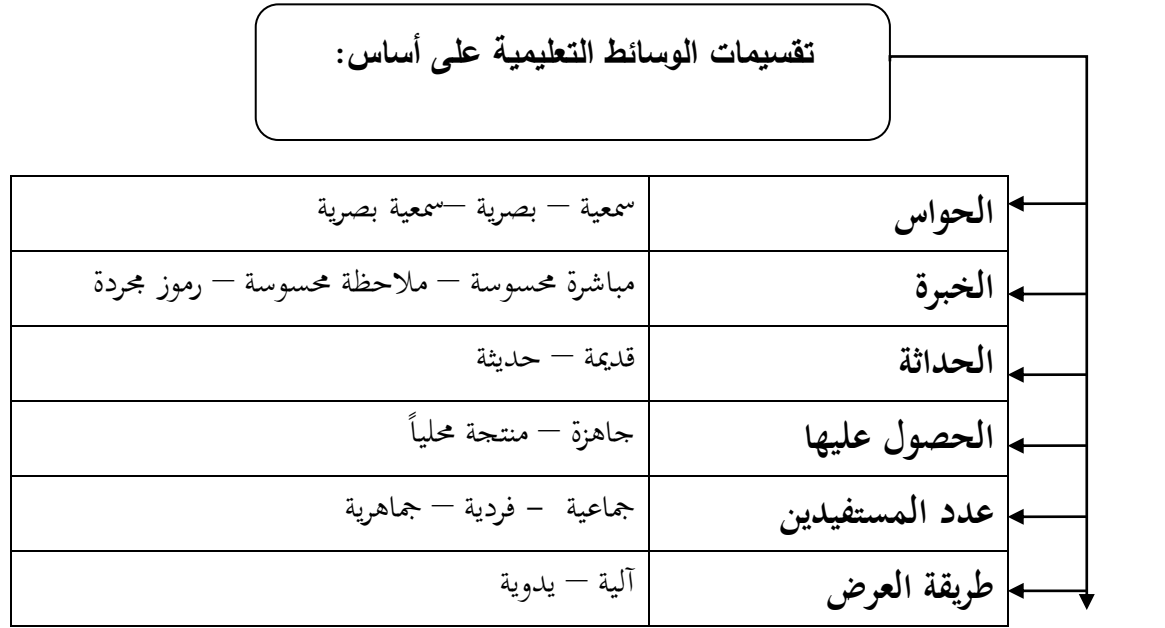 تقسيمات الوسائط التعليمية على أساس:
الحواس
سمعية – بصرية –سمعية بصرية
الخبرة
مباشرة محسوسة – ملاحظة محسوسة – رموز مجردة
الحداثة
قديمة – حديثة
الحصول عليها
جاهزة – منتجة محلياً
عدد المستفيدين
جماعية – فردية – جماهرية
طريقة العرض
آلية – يدوية